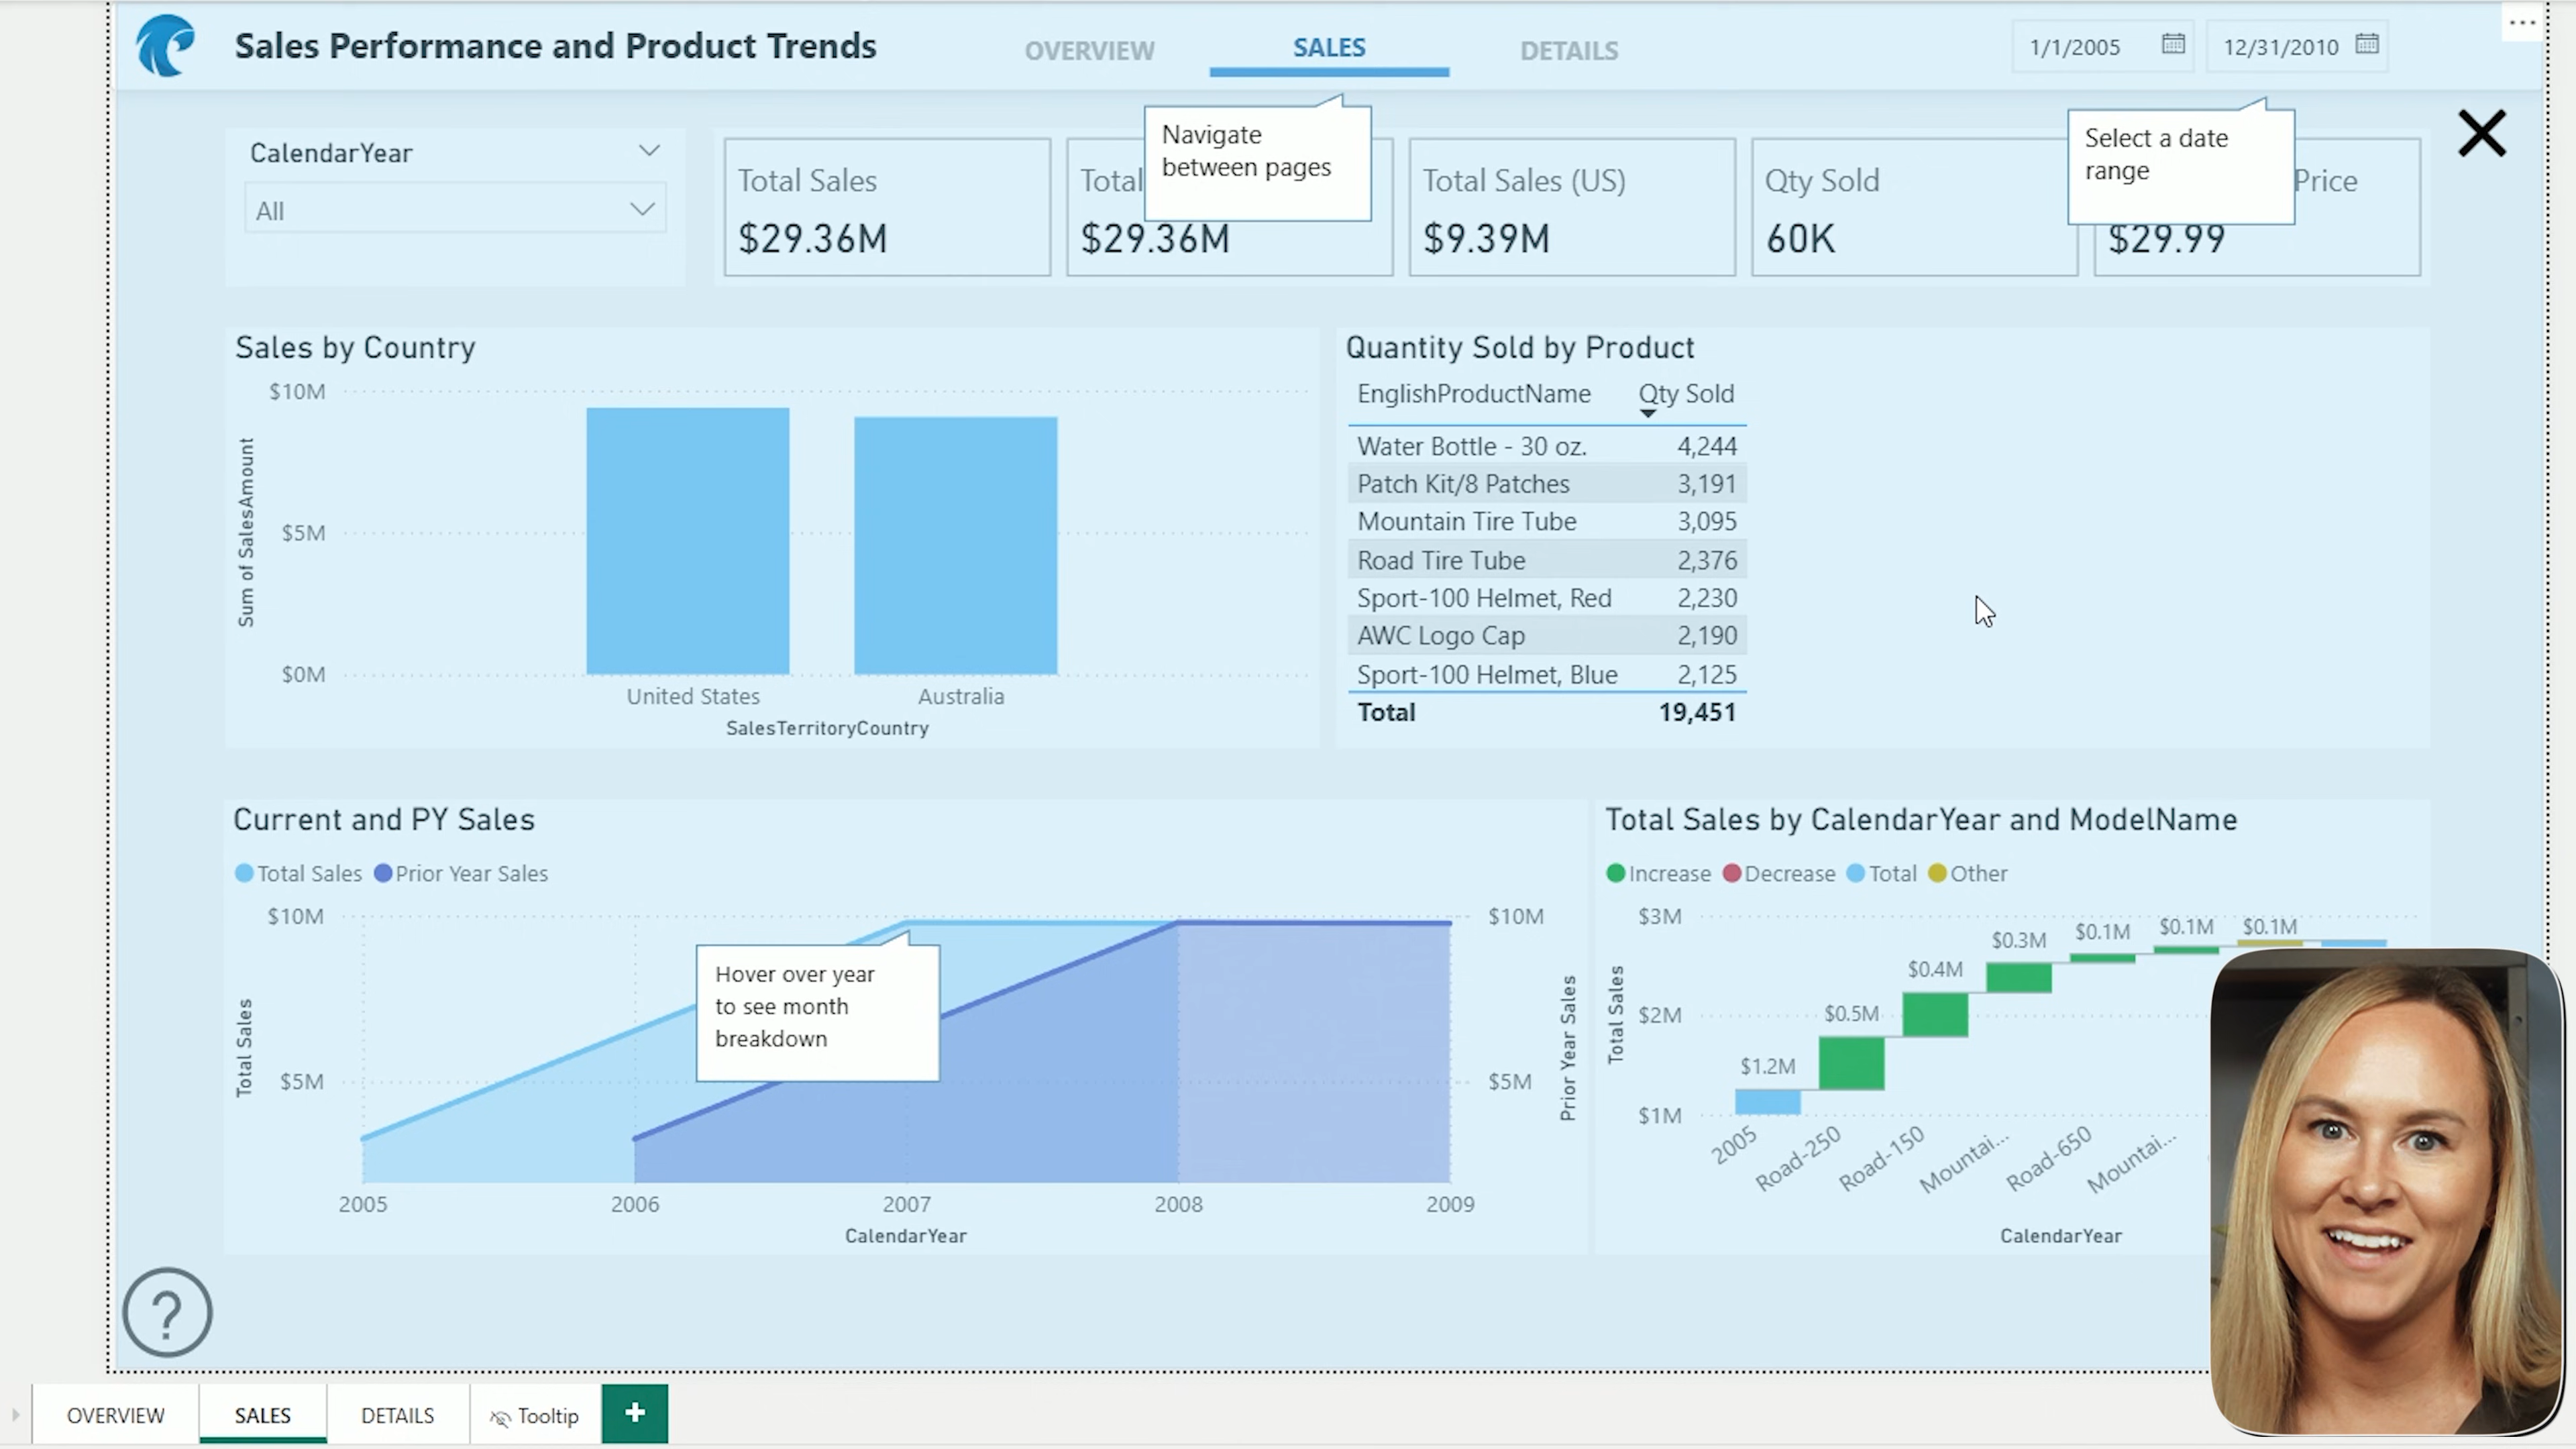 Sales Performance and Product Trends
OVERVIEW
SALES
DETAILS
1/1/2005
12/31/2010
Navigate
between pages
Select a date
range
CalendarYear
All
Total Sales
$29.36M
Total
$29.36M
Total Sales (US)
$9.39M
Qty Sold
60K
Price
$29.99
Sales by Country
$10M
$5M
$0M
Sum of SalesAmount
United States
Australia
SalesTerritoryCountry
Quantity Sold by Product
EnglishProductName Qty Sold
Water Bottle - 30 oz. 4,244
Patch Kit/8 Patches 3,191
Mountain Tire Tube 3,095
Road Tire Tube 2,376
Sport-100 Helmet, Red 2,230
AWC Logo Cap 2,190
Sport-100 Helmet, Blue 2,125
Total 19,451
Current and PY Sales
Total Sales Prior Year Sales
$10M
$5M
Total Sales
Hover over year
to see month
breakdown
$10M
$5M
Prior Year Sales
2005 2006 2007 2008 2009
CalendarYear
Total Sales by CalendarYear and ModelName
Increase Decrease Total Other
$3M
$2M
$1M
Total Sales
$1.2M
$0.5M
$0.4M
$0.3M
$0.1M
$0.1M
$0.1M
2005
Road-250
Road-150
Mountai...
Road-650
Mountai...
CalendarYear
?
OVERVIEW
SALES
DETAILS
Tooltip
+